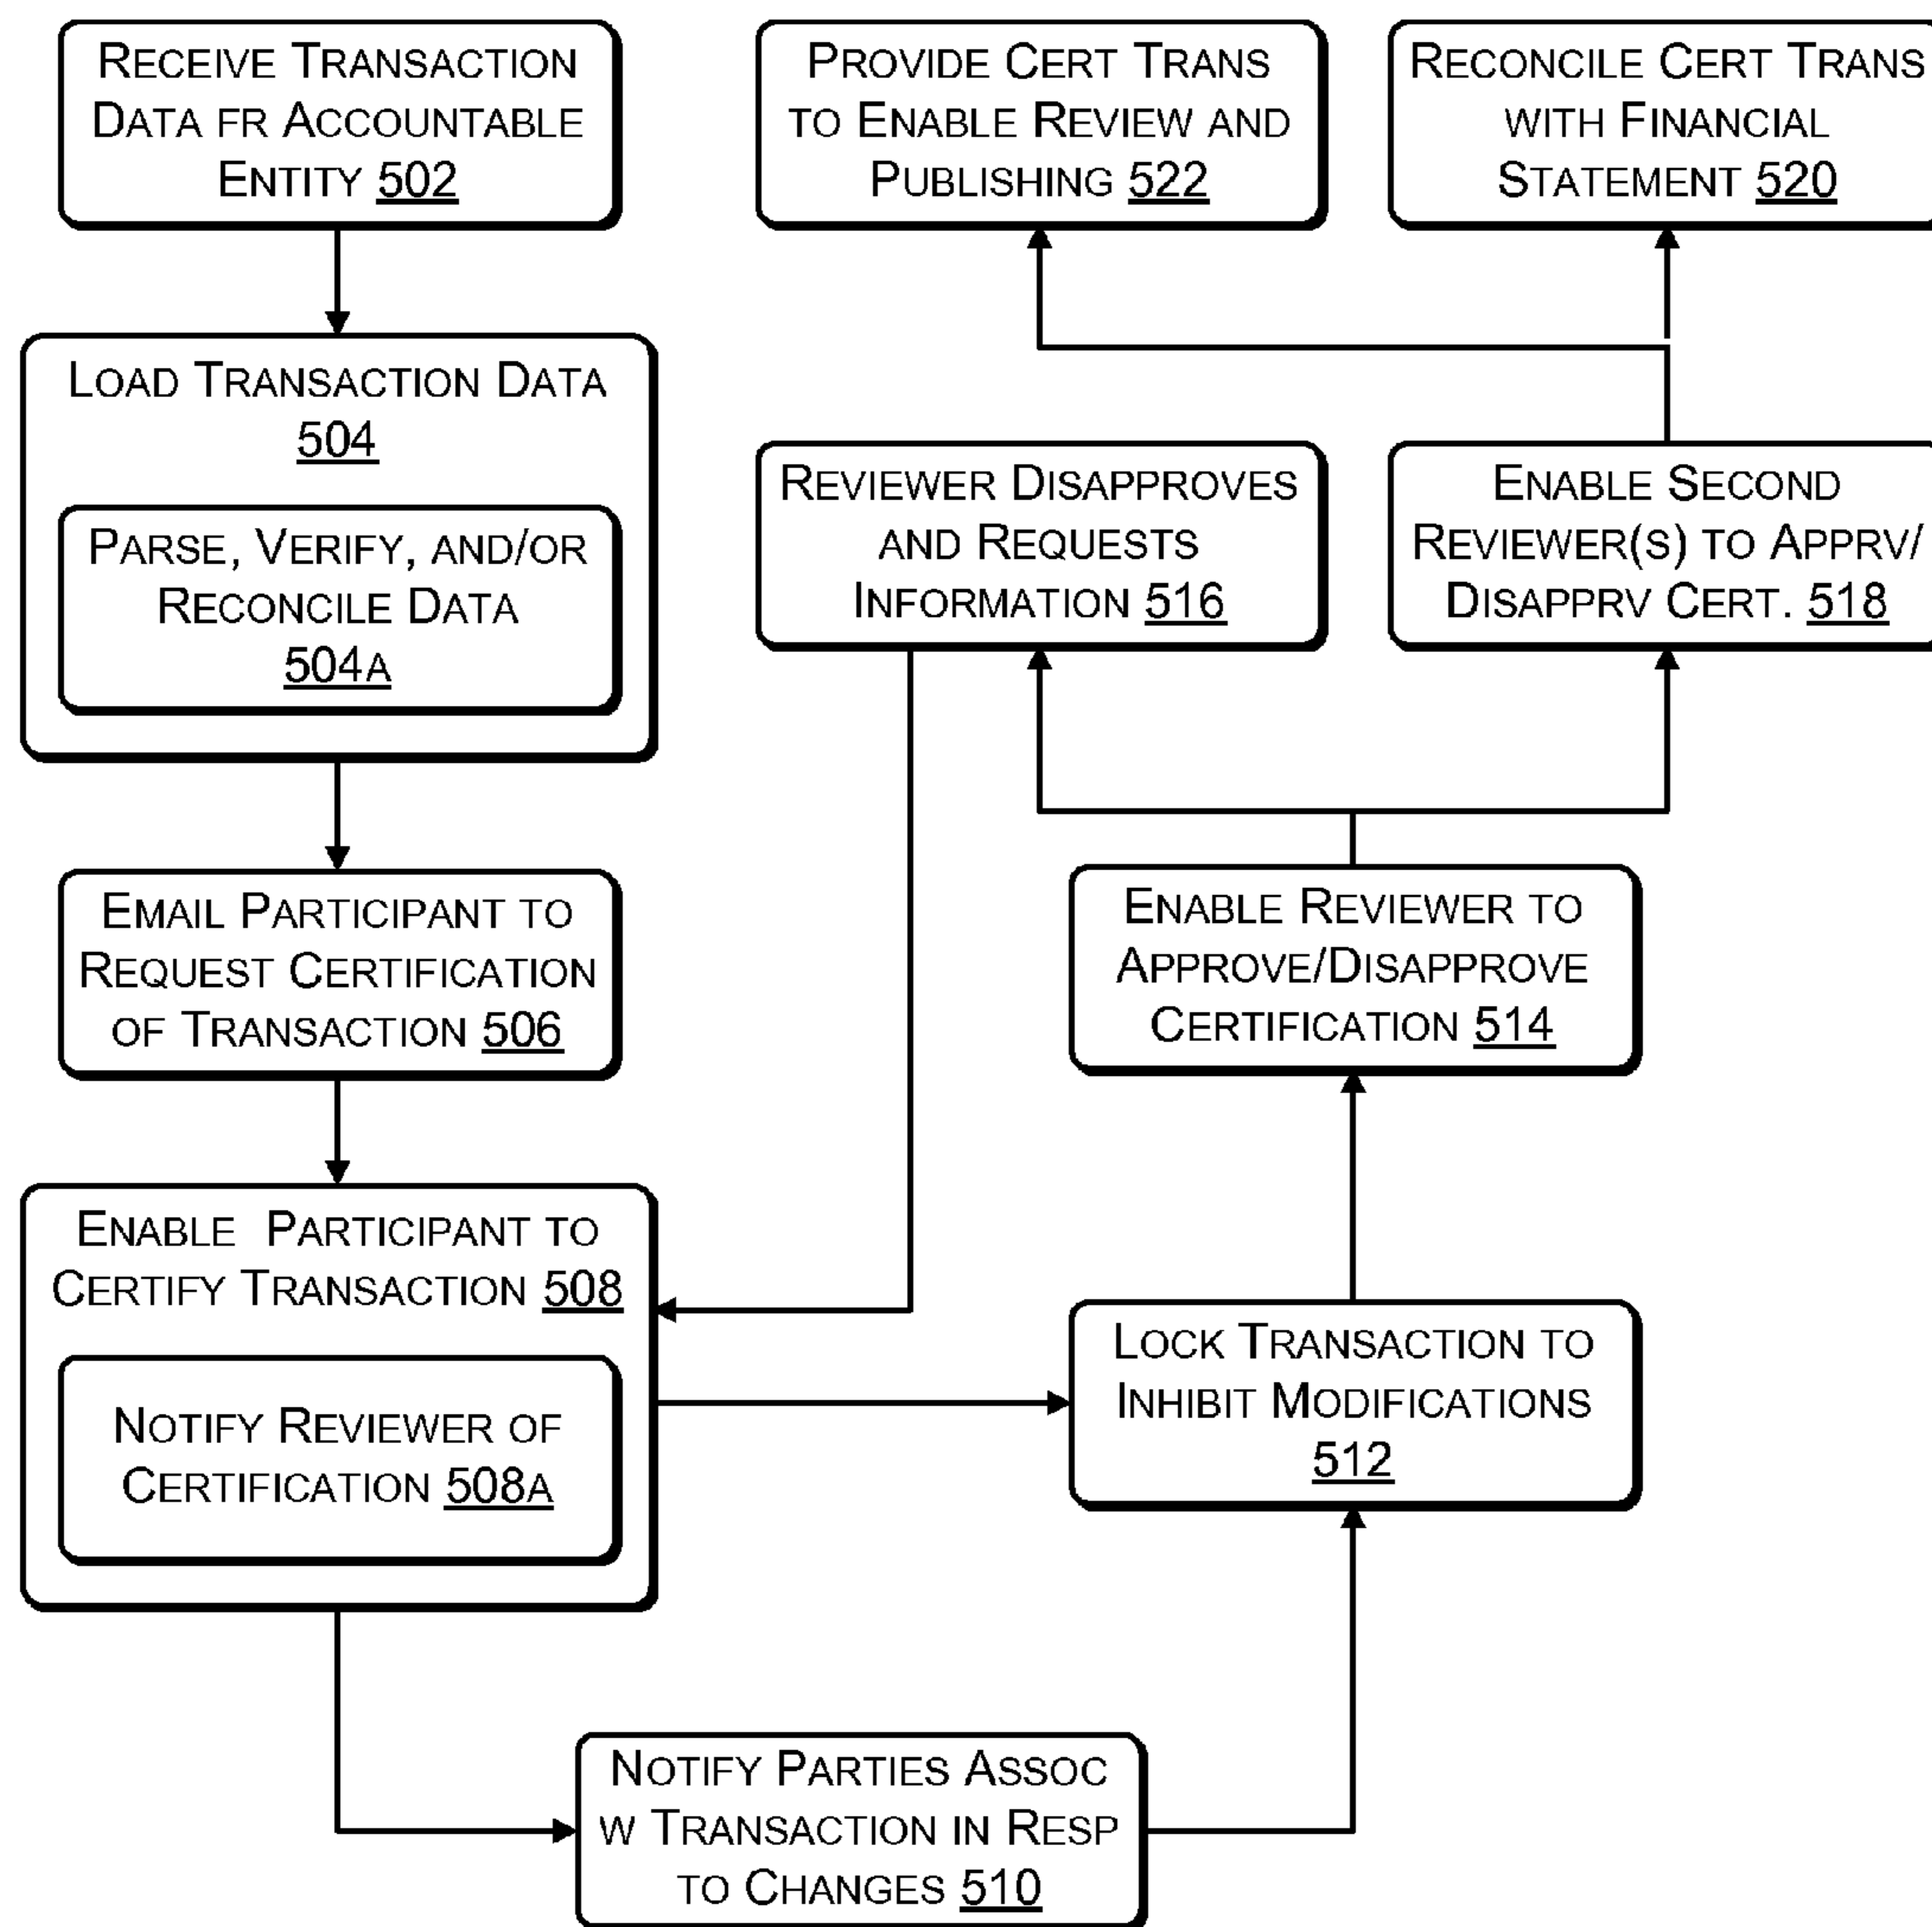 RECEIVE TRANSACTION
DATA FR ACCOUNTABLE
ENTITY 502
LOAD TRANSACTION DATA
504
PARSE, VERIFY, AND/OR
RECONCILE DATA
504A
EMAIL PARTICIPANT TO
REQUEST CERTIFICATION
OF TRANSACTION 506
ENABLE PARTICIPANT TO
CERTIFY TRANSACTION 508
NOTIFY REVIEWER OF
CERTIFICATION 508A
NOTIFY PARTIES ASSOC
W TRANSACTION IN RESP
TO CHANGES 510
LOCK TRANSACTION TO
INHIBIT MODIFICATIONS
512
ENABLE REVIEWER TO
APPROVE/DISAPPROVE
CERTIFICATION 514
REVIEWER DISAPPROVES
AND REQUESTS
INFORMATION 516
ENABLE SECOND
REVIEWER(S) TO APPRV/
DISAPPRV CERT. 518
RECONCILE CERT TRANS
WITH FINANCIAL
STATEMENT 520
PROVIDE CERT TRANS
TO ENABLE REVIEW AND
PUBLISHING 522